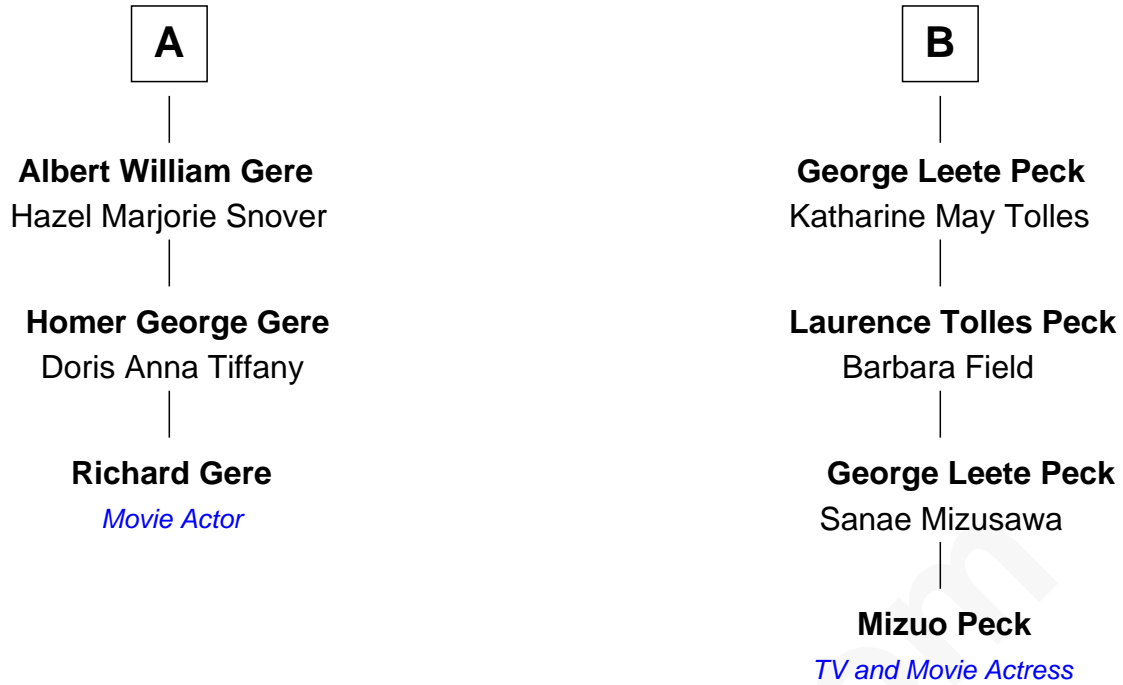 A
Albert William Gere
Hazel Marjorie Snover
Homer George Gere
Doris Anna Tiffany
Richard Gere
Movie Actor
B
George Leete Peck
Katharine May Tolles
Laurence Tolles Peck
Barbara Field
George Leete Peck
Sanae Mizusawa
Mizuo Peck
TV and Movie Actress